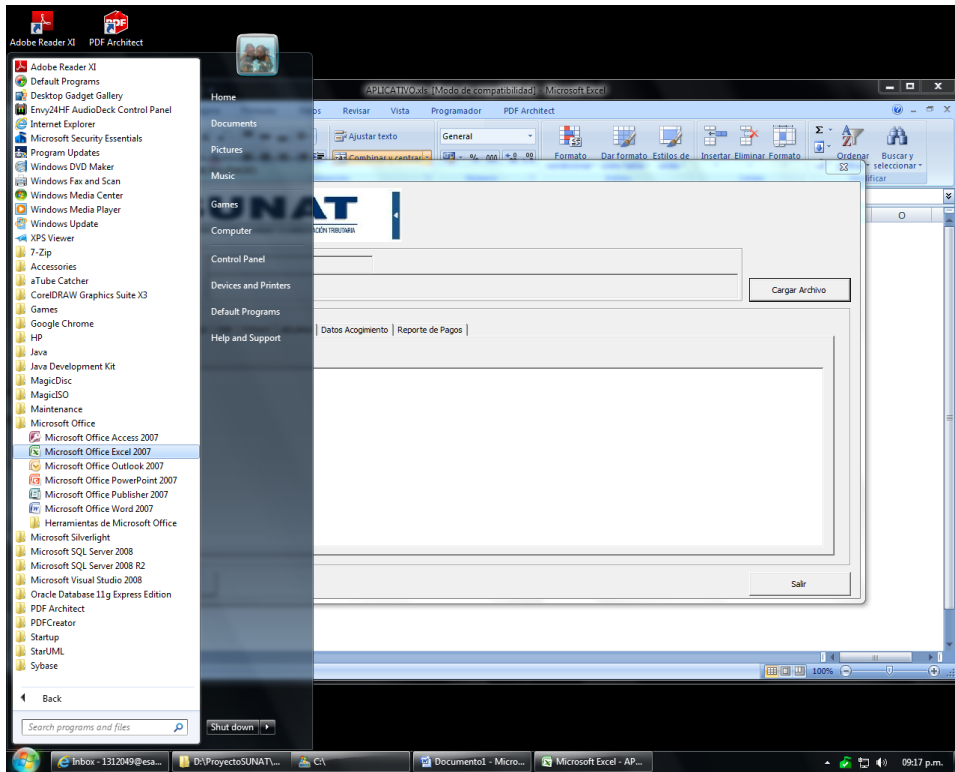 Adobe Reader XI
PDF Architect
Adobe Reader XI
Default Programs
Desktop Gadget Gallery
Envy24HF AudioDeck Control Panel
Internet Explorer
Microsoft Security Essentials
Program Updates
Windows DVD Maker
Windows Fax and Scan
Windows Media Center
Windows Media Player
Windows Update
XPS Viewer
7-Zip
Accessories
aTube Catcher
CorelDRAW Graphics Suite X3
Games
Google Chrome
HP
Java
Java Development Kit
MagicDisc
MagicISO
Maintenance
Microsoft Office
Microsoft Office Access 2007
Microsoft Office Excel 2007
Microsoft Office Outlook 2007
Microsoft Office PowerPoint 2007
Microsoft Office Publisher 2007
Microsoft Office Word 2007
Herramientas de Microsoft Office
Microsoft Silverlight
Microsoft SQL Server 2008
Microsoft SQL Server 2008 R2
Microsoft Visual Studio 2008
Oracle Database 11g Express Edition
PDF Architect
PDFCreator
Startup
StarUML
Sybase
Back
Search programs and files
Home
Documents
Pictures
Music
Games
Computer
Control Panel
Devices and Printers
Default Programs
Help and Support
Shut down
APLICATIVO.xls [Modo de compatibilidad] - Microsoft Excel
Revisar Vista Programador PDF Architect
Ajustar texto General
Combinar y centrar % 000
Formato Dar formato Estilos de Insertar Eliminar Formato Ordenar Buscar y
seleccionar
SUNAT
O
Cargar Archivo
Datos Acogimiento Reporte de Pagos
Salir
100%
Inbox - 1312049@esa... D:\ProyectoSUNAT\... C:\ Documento1 - Micro... Microsoft Excel - AP... 09:17 p.m.